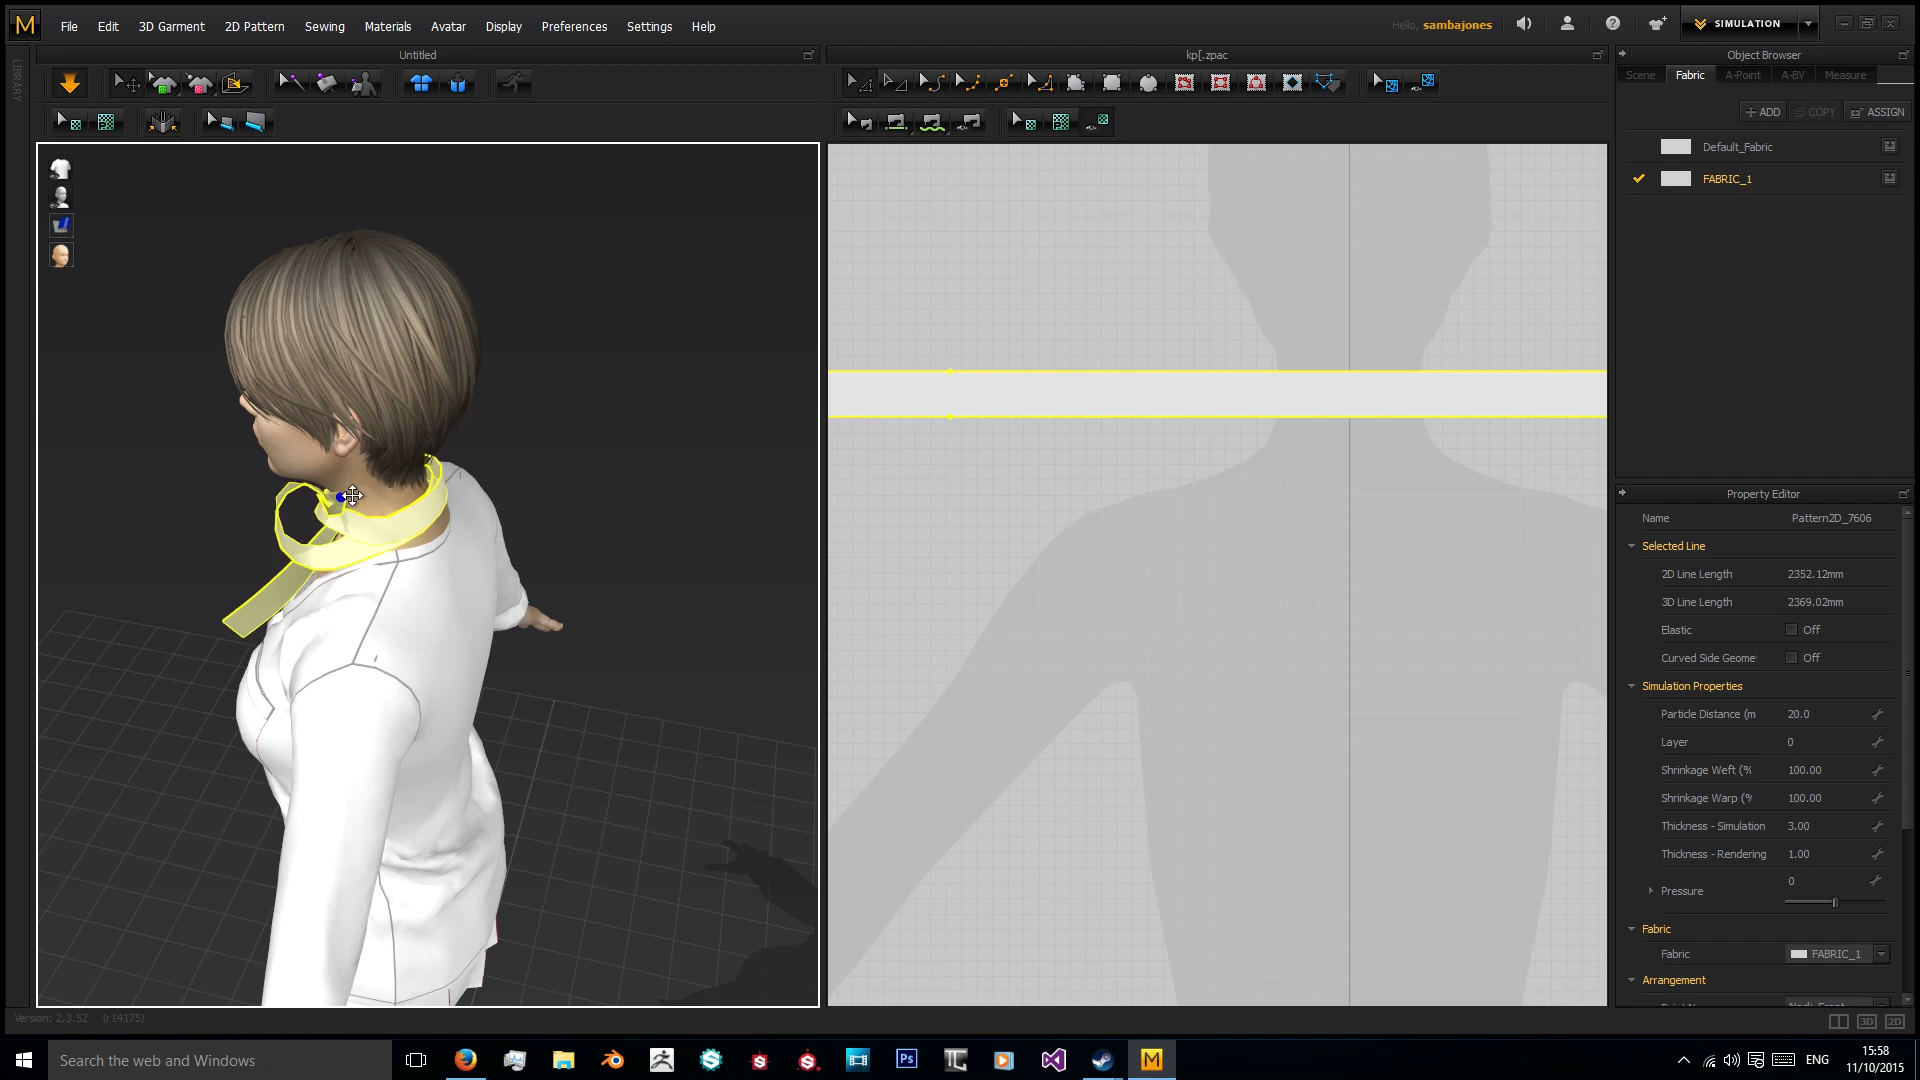 M File Edit 3D Garment 2D Pattern Sewing Materials Avatar Display Preferences Settings Help Hello, sambajones SIMULATION
Untitled kp[.zpac Object Browser
LIBRARY
Scene Fabric A-Point A-BV Measure
ADD COPY ASSIGN
Default_Fabric
FABRIC_1
Property Editor
Name Pattern2D_7606
Selected Line
2D Line Length 2352.12mm
3D Line Length 2369.02mm
Elastic Off
Curved Side Geome Off
Simulation Properties
Particle Distance (m 20.0
Layer 0
Shrinkage Weft (% 100.00
Shrinkage Warp (% 100.00
Thickness - Simulation 3.00
Thickness - Rendering 1.00
Pressure 0
Fabric
Fabric FABRIC_1
Arrangement
Version: 2.3.52 (r14175) 3D 2D
Search the web and Windows Ps M ENG 15:58
11/10/2015